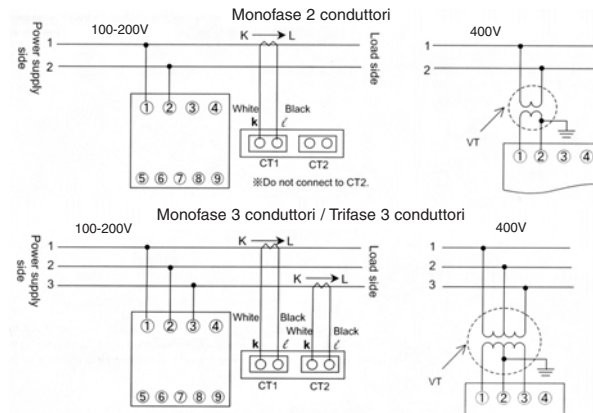 Monofase 2 conduttori
100-200V
Power supply side
Load side
1
2
K → L
① ② ③ ④
⑤ ⑥ ⑦ ⑧ ⑨
White
Black
k
ℓ
CT1
CT2
※Do not connect to CT2.
400V
1
2
VT
① ② ③ ④
Monofase 3 conduttori / Trifase 3 conduttori
100-200V
Power supply side
Load side
1
2
3
K → L
K → L
① ② ③ ④
⑤ ⑥ ⑦ ⑧ ⑨
White
Black
White
Black
k
ℓ
k
ℓ
CT1
CT2
400V
1
2
3
VT
① ② ③ ④